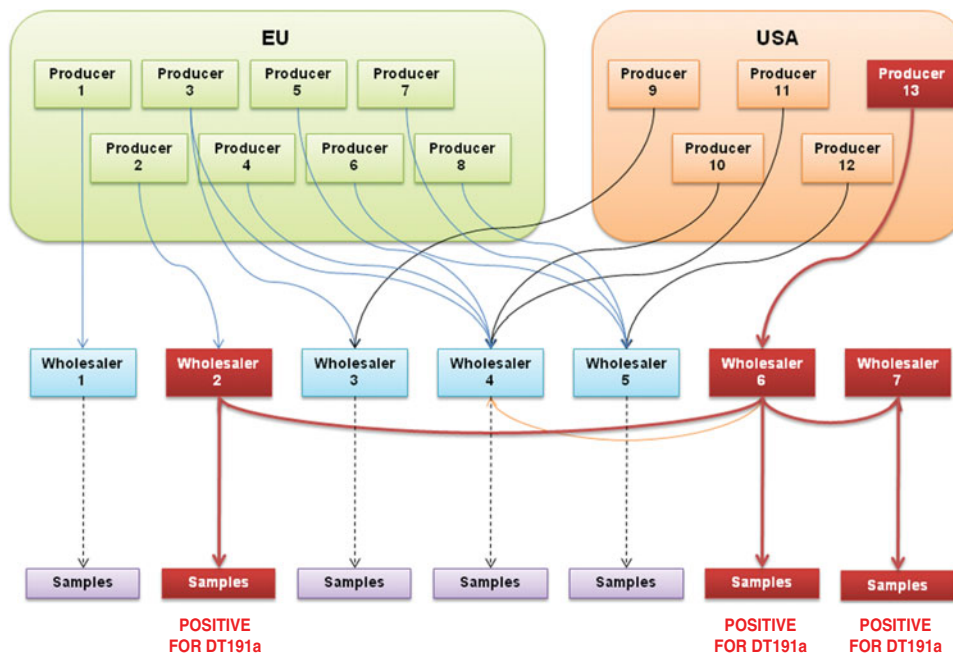 EU
USA
Producer
1
Producer
3
Producer
5
Producer
7
Producer
9
Producer
11
Producer
13
Producer
2
Producer
4
Producer
6
Producer
8
Producer
10
Producer
12
Wholesaler
1
Wholesaler
2
Wholesaler
3
Wholesaler
4
Wholesaler
5
Wholesaler
6
Wholesaler
7
Samples
Samples
Samples
Samples
Samples
Samples
Samples
POSITIVE
FOR DT191a
POSITIVE
FOR DT191a
POSITIVE
FOR DT191a